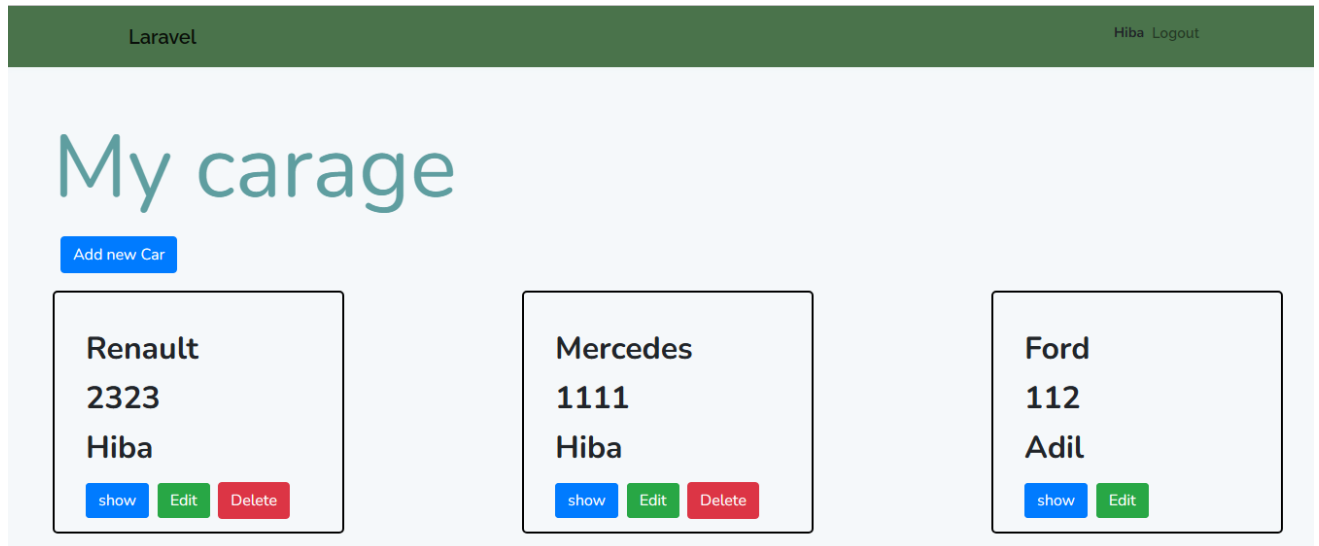 Laravel
Hiba Logout
My carage
Add new Car
Renault
2323
Hiba
show Edit Delete
Mercedes
1111
Hiba
show Edit Delete
Ford
112
Adil
show Edit